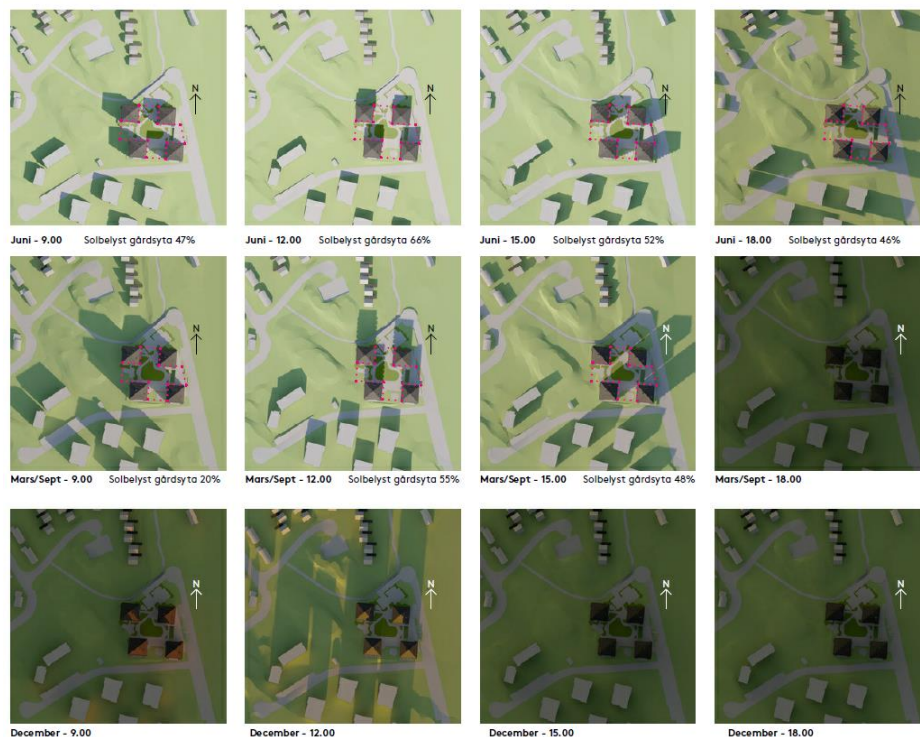 N
N
N
N
Juni - 9.00 Solbelyst gårdsyta 47%
Juni - 12.00 Solbelyst gårdsyta 66%
Juni - 15.00 Solbelyst gårdsyta 52%
Juni - 18.00 Solbelyst gårdsyta 46%
N
N
N
N
Mars/Sept - 9.00 Solbelyst gårdsyta 20%
Mars/Sept - 12.00 Solbelyst gårdsyta 55%
Mars/Sept - 15.00 Solbelyst gårdsyta 48%
Mars/Sept - 18.00
N
N
N
N
December - 9.00
December - 12.00
December - 15.00
December - 18.00